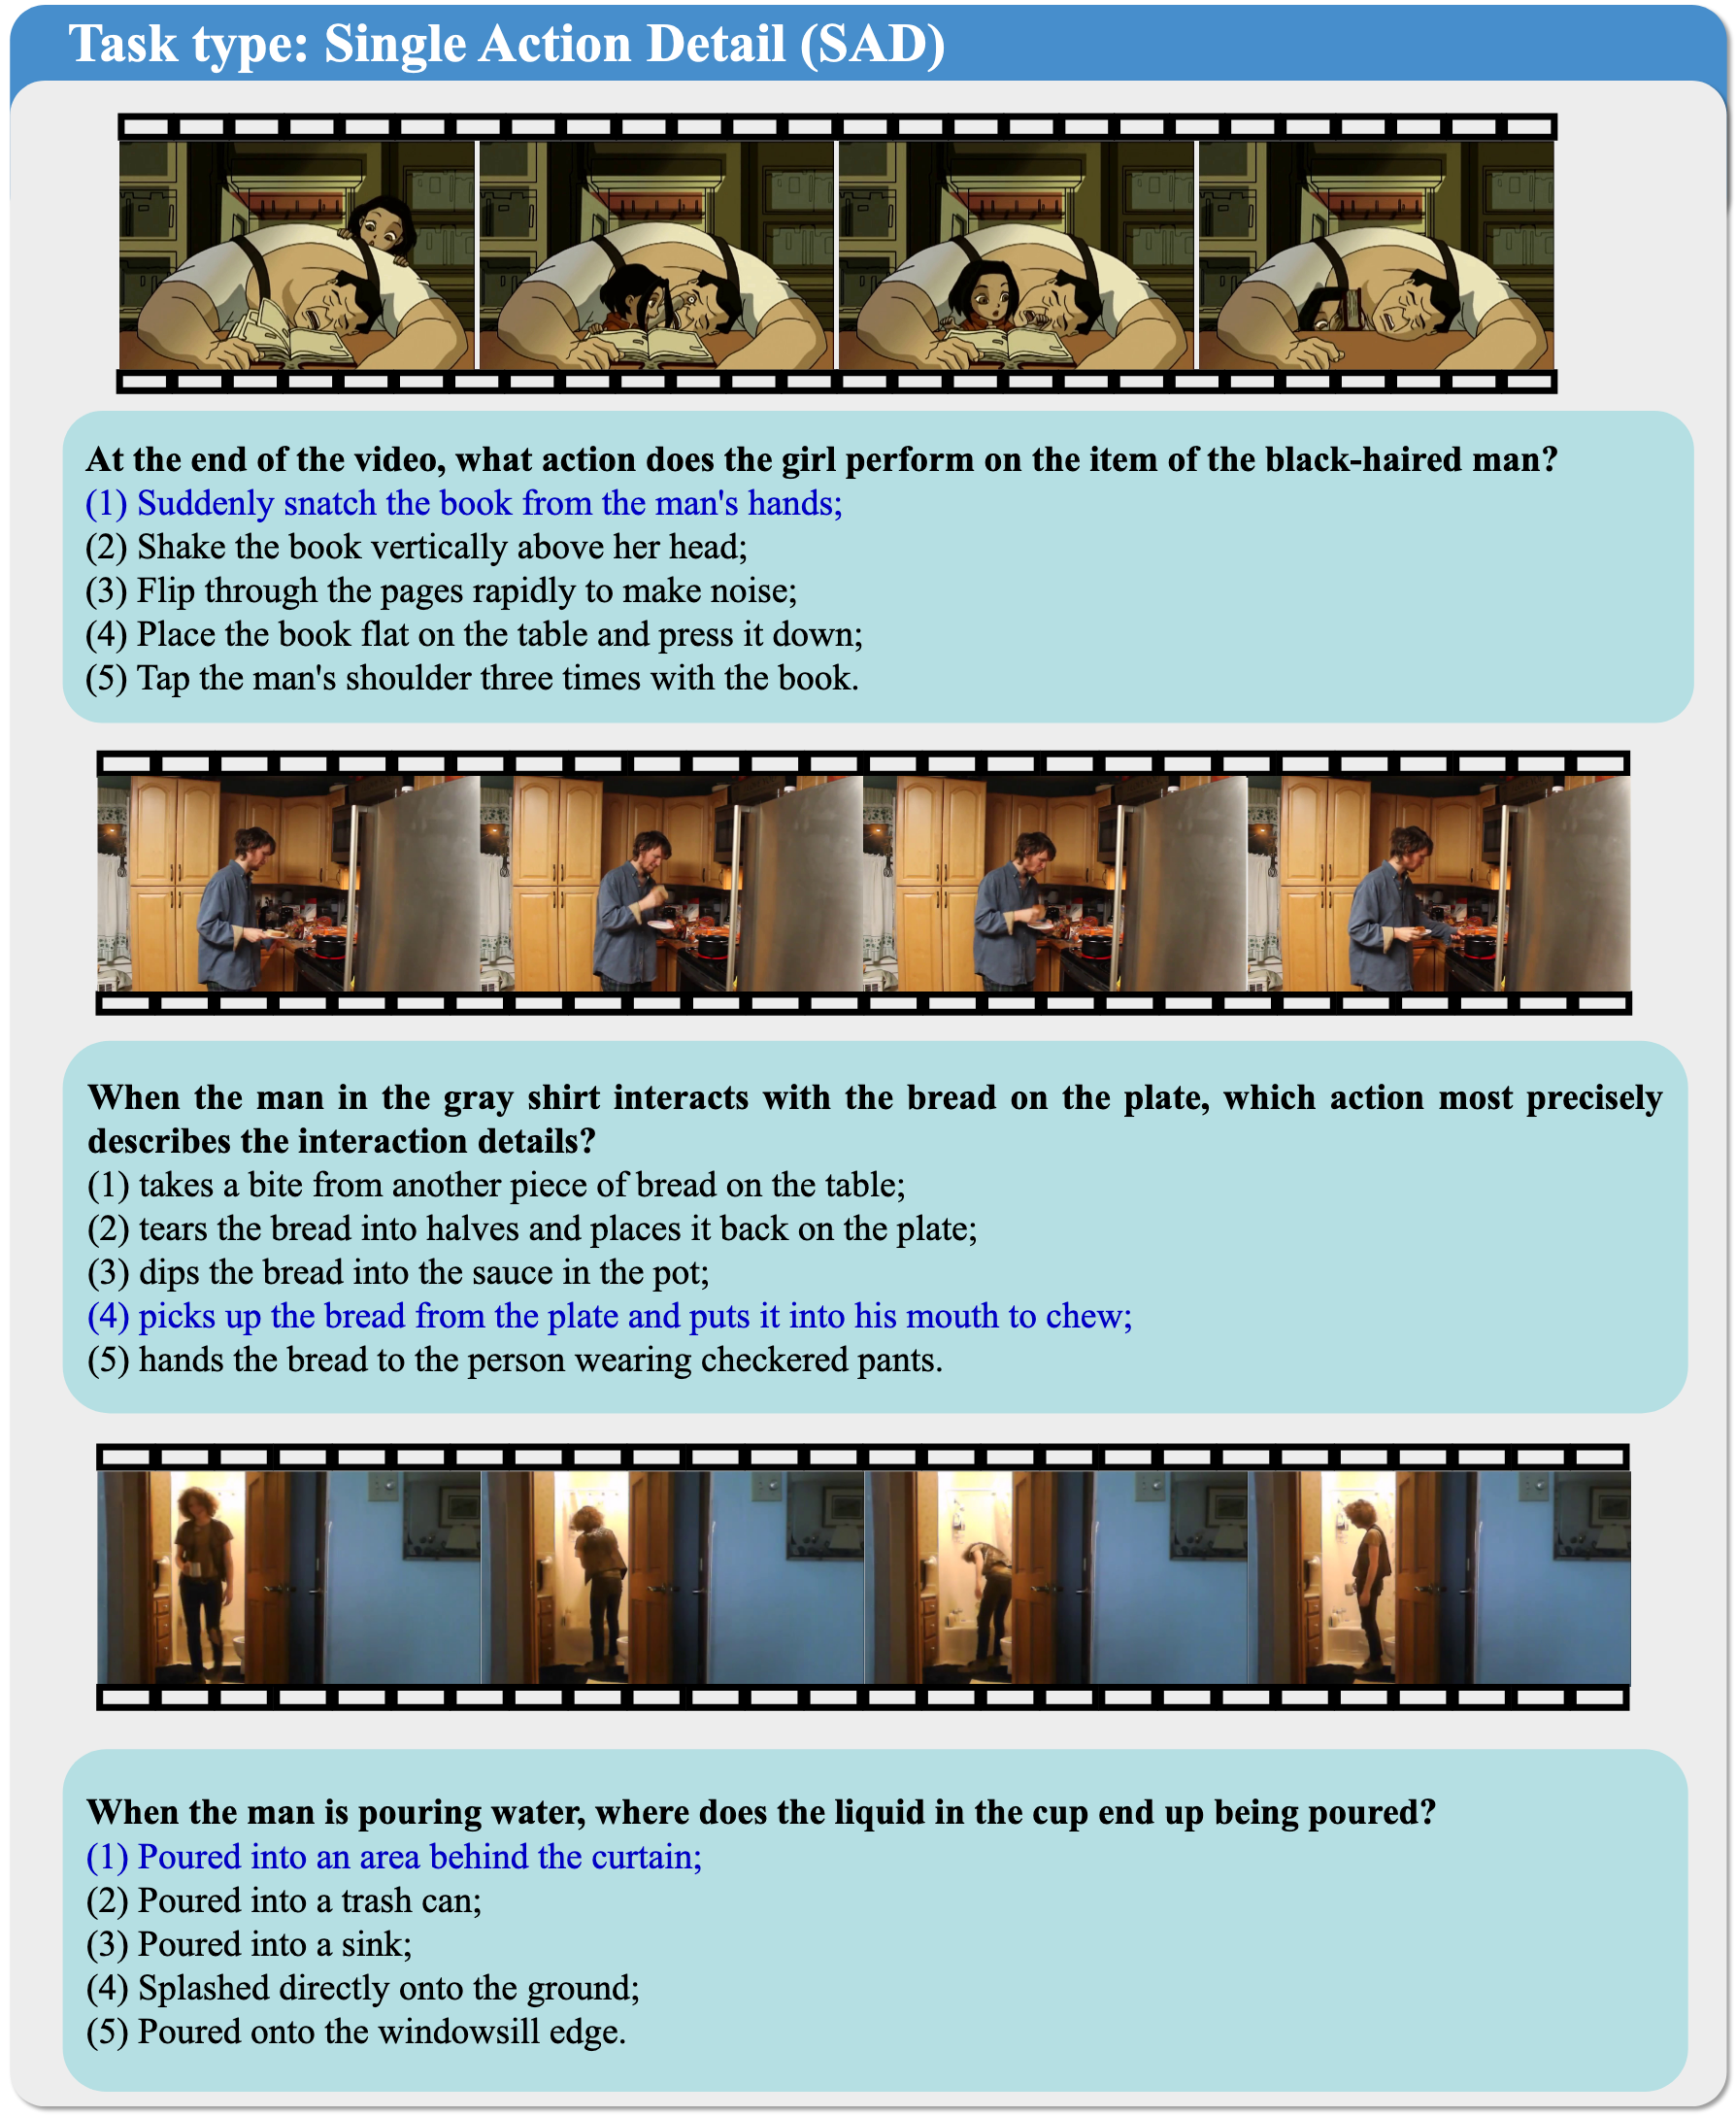 Task type: Single Action Detail (SAD)
At the end of the video, what action does the girl perform on the item of the black-haired man?
(1) Suddenly snatch the book from the man's hands;
(2) Shake the book vertically above her head;
(3) Flip through the pages rapidly to make noise;
(4) Place the book flat on the table and press it down;
(5) Tap the man's shoulder three times with the book.
When the man in the gray shirt interacts with the bread on the plate, which action most precisely
describes the interaction details?
(1) takes a bite from another piece of bread on the table;
(2) tears the bread into halves and places it back on the plate;
(3) dips the bread into the sauce in the pot;
(4) picks up the bread from the plate and puts it into his mouth to chew;
(5) hands the bread to the person wearing checkered pants.
When the man is pouring water, where does the liquid in the cup end up being poured?
(1) Poured into an area behind the curtain;
(2) Poured into a trash can;
(3) Poured into a sink;
(4) Splashed directly onto the ground;
(5) Poured onto the windowsill edge.